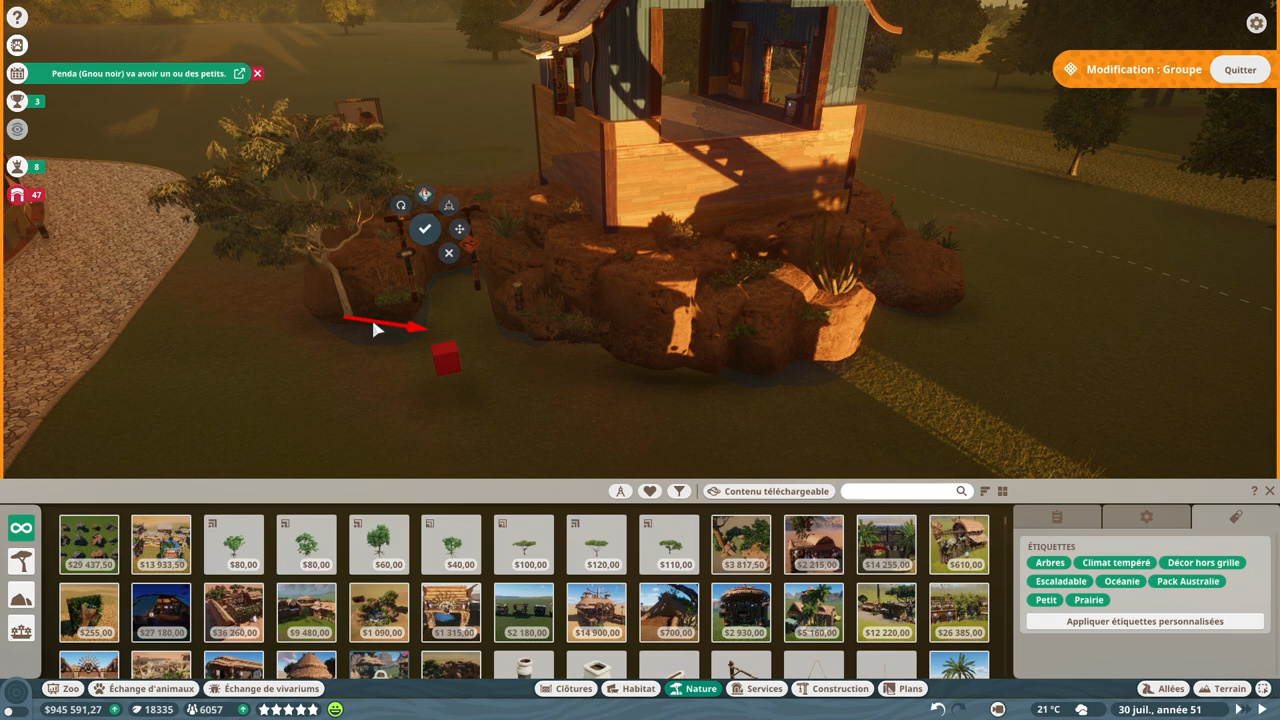 ?
Penda (Gnou noir) va avoir un ou des petits.
3
8
47
Modification : Groupe
Quitter
Contenu téléchargeable
?
$29 437,50
$13 933,50
$80,00
$80,00
$60,00
$40,00
$100,00
$120,00
$110,00
$3 817,50
$2 215,00
$14 255,00
$610,00
$255,00
$27 180,00
$36 260,00
$9 480,00
$1 090,00
$1 315,00
$2 180,00
$14 900,00
$700,00
$2 930,00
$5 160,00
$12 220,00
$26 385,00
ÉTIQUETTES
Arbres
Climat tempéré
Décor hors grille
Escaladable
Océanie
Pack Australie
Petit
Prairie
Appliquer étiquettes personnalisées
Zoo
Échange d'animaux
Échange de vivariums
Clôtures
Habitat
Nature
Services
Construction
Plans
Allées
Terrain
$945 591,27
18335
6057
21 °C
30 juil., année 51